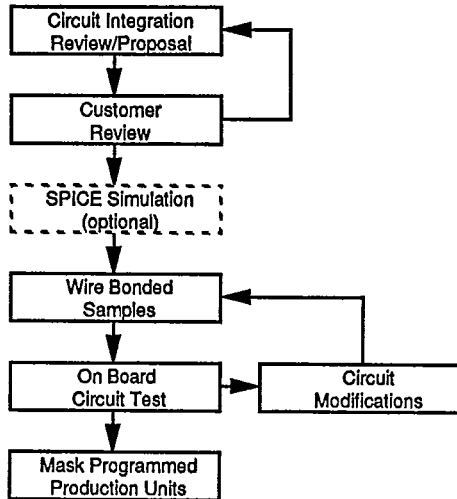 Circuit Integration
Review/Proposal
Customer
Review
SPICE Simulation
(optional)
Wire Bonded
Samples
On Board
Circuit Test
Circuit
Modifications
Mask Programmed
Production Units